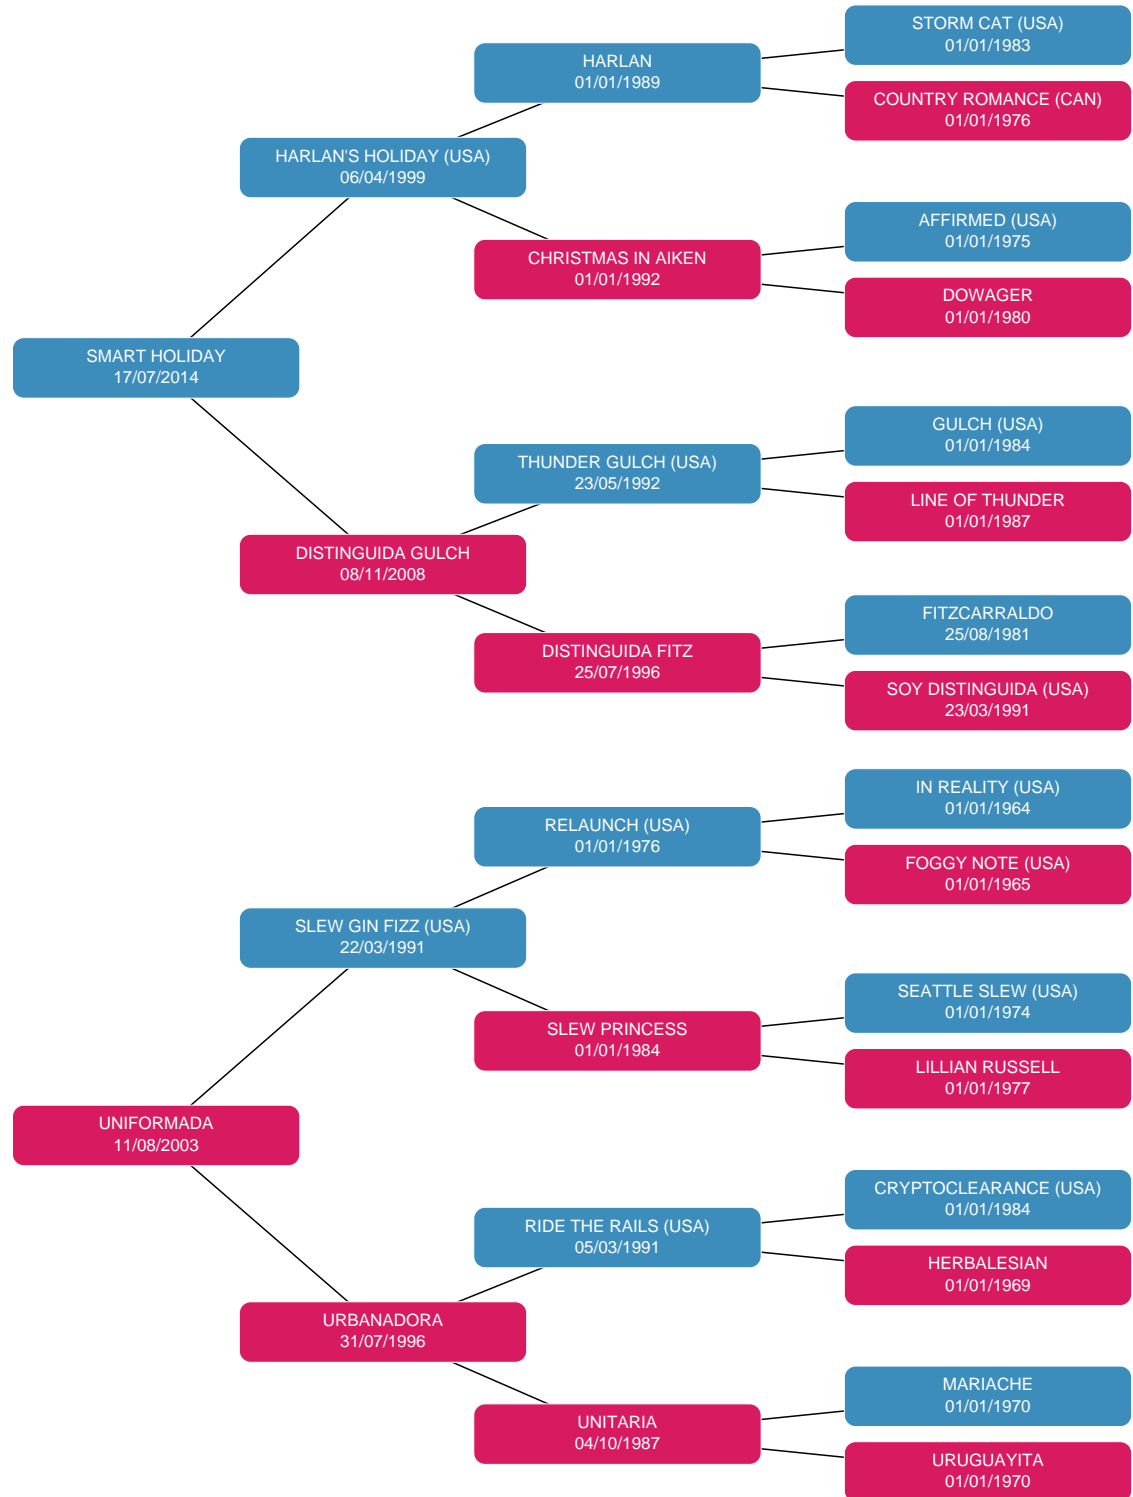 STORM CAT (USA)
01/01/1983
HARLAN
01/01/1989
COUNTRY ROMANCE (CAN)
01/01/1976
HARLAN'S HOLIDAY (USA)
06/04/1999
AFFIRMED (USA)
01/01/1975
CHRISTMAS IN AIKEN
01/01/1992
DOWAGER
01/01/1980
SMART HOLIDAY
17/07/2014
GULCH (USA)
01/01/1984
THUNDER GULCH (USA)
23/05/1992
LINE OF THUNDER
01/01/1987
DISTINGUIDA GULCH
08/11/2008
FITZCARRALDO
25/08/1981
DISTINGUIDA FITZ
25/07/1996
SOY DISTINGUIDA (USA)
23/03/1991
IN REALITY (USA)
01/01/1964
RELAUNCH (USA)
01/01/1976
FOGGY NOTE (USA)
01/01/1965
SLEW GIN FIZZ (USA)
22/03/1991
SEATTLE SLEW (USA)
01/01/1974
SLEW PRINCESS
01/01/1984
LILLIAN RUSSELL
01/01/1977
UNIFORMADA
11/08/2003
CRYPTOCLEARANCE (USA)
01/01/1984
RIDE THE RAILS (USA)
05/03/1991
HERBALESIAN
01/01/1969
URBANADORA
31/07/1996
MARIACHE
01/01/1970
UNITARIA
04/10/1987
URUGUAYITA
01/01/1970